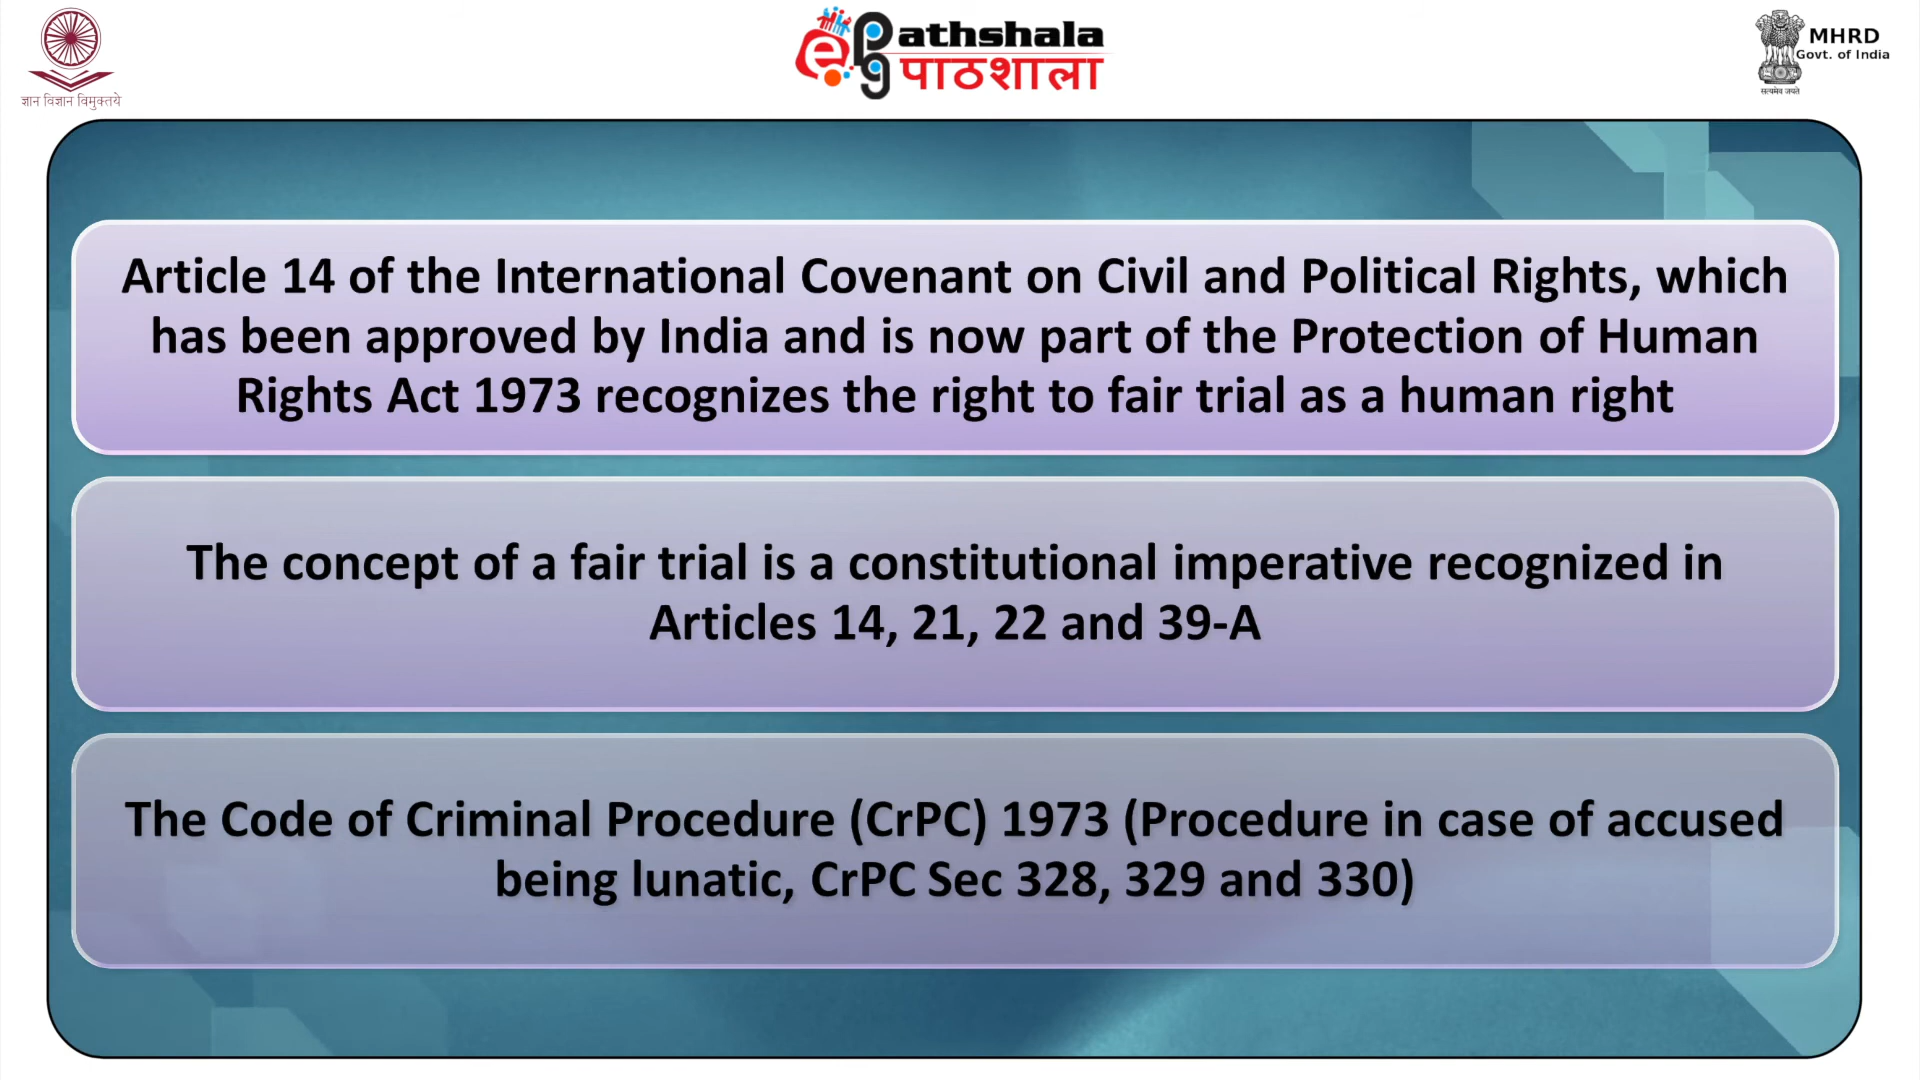 ज्ञान विज्ञान विमुक्तये
ePathshala
पाठशाला
MHRD
Govt. of India
सत्यमेव जयते
Article 14 of the International Covenant on Civil and Political Rights, which
has been approved by India and is now part of the Protection of Human
Rights Act 1973 recognizes the right to fair trial as a human right
The concept of a fair trial is a constitutional imperative recognized in
Articles 14, 21, 22 and 39-A
The Code of Criminal Procedure (CrPC) 1973 (Procedure in case of accused
being lunatic, CrPC Sec 328, 329 and 330)